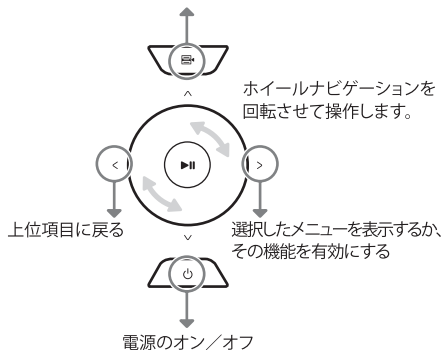 ホイールナビゲーションを
回転させて操作します。
上位項目に戻る
選択したメニューを表示するか、
その機能を有効にする
電源のオン／オフ